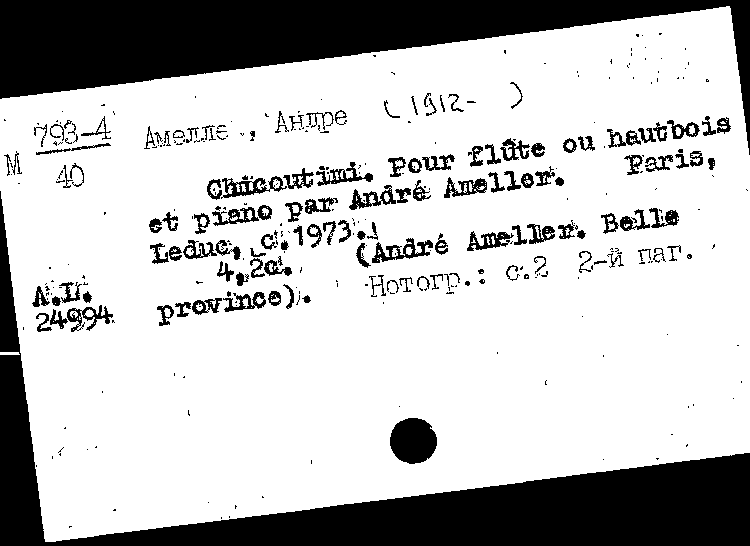 М 793-4
40
Амелле, Андре (1912- )
Chicoutimi. Pour flûte ou hautbois
et piano par André Ameller. Paris,
Leduc, c.1973.
4,2c. (André Ameller. Belle
province). Нотогр.: с.2 2-й паг.
A.L.
24994